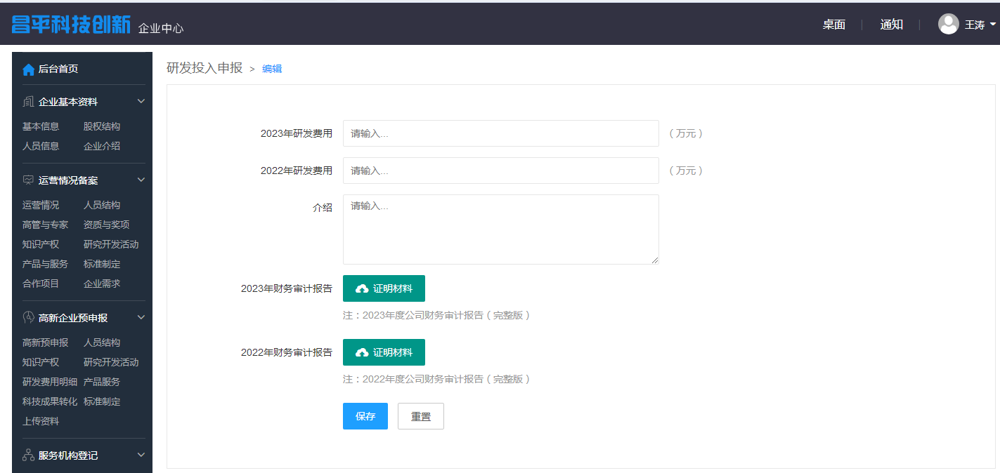 昌平科技创新 企业中心
桌面 通知 王涛
后台首页
企业基本资料
基本信息 股权结构
人员信息 企业介绍
运营情况备案
运营情况 人员结构
高管与专家 资质与奖项
知识产权 研究开发活动
产品与服务 标准制定
合作项目 企业需求
高新企业预申报
高新预申报 人员结构
知识产权 研究开发活动
研发费用明细 产品服务
科技成果转化 标准制定
上传资料
服务机构登记
研发投入申报 > 编辑
2023年研发费用 请输入... （万元）
2022年研发费用 请输入... （万元）
介绍 请输入...
2023年财务审计报告 证明材料
注：2023年度公司财务审计报告（完整版）
2022年财务审计报告 证明材料
注：2022年度公司财务审计报告（完整版）
保存 重置